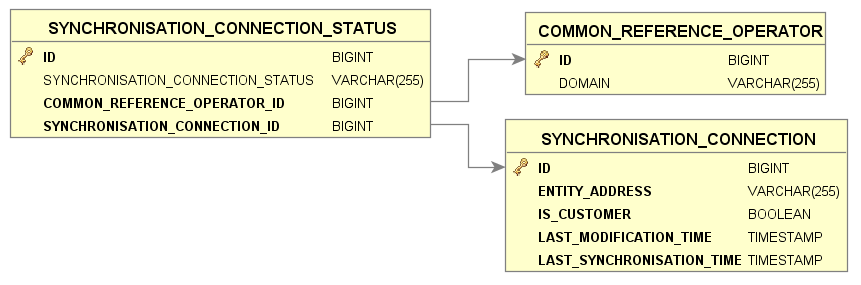 SYNCHRONISATION_CONNECTION_STATUS
ID BIGINT
SYNCHRONISATION_CONNECTION_STATUS VARCHAR(255)
COMMON_REFERENCE_OPERATOR_ID BIGINT
SYNCHRONISATION_CONNECTION_ID BIGINT
COMMON_REFERENCE_OPERATOR
ID BIGINT
DOMAIN VARCHAR(255)
SYNCHRONISATION_CONNECTION
ID BIGINT
ENTITY_ADDRESS VARCHAR(255)
IS_CUSTOMER BOOLEAN
LAST_MODIFICATION_TIME TIMESTAMP
LAST_SYNCHRONISATION_TIME TIMESTAMP